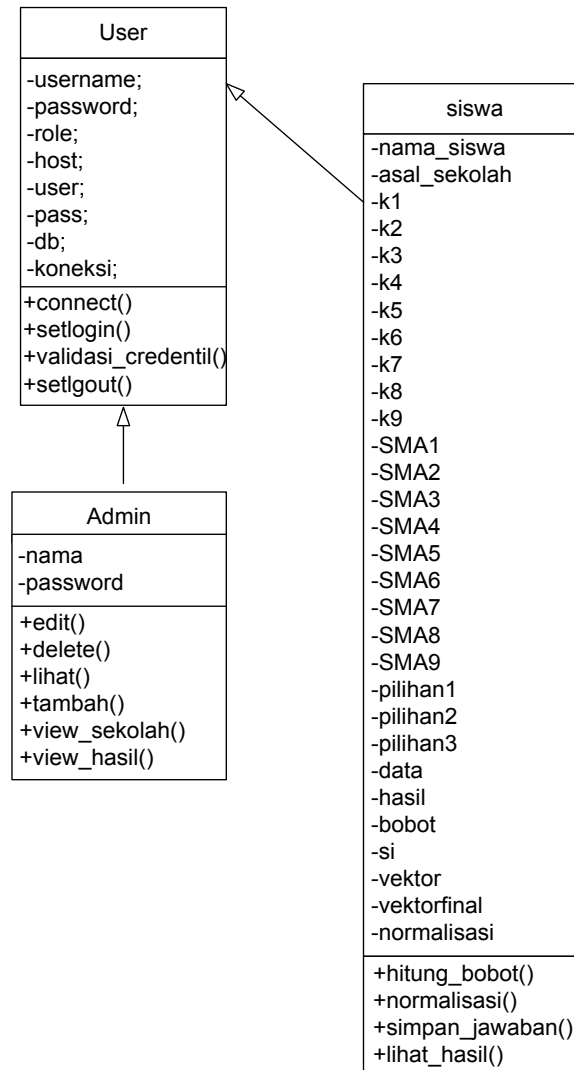 User
-username;
-password;
-role;
-host;
-user;
-pass;
-db;
-koneksi;
+connect()
+setlogin()
+validasi_credentil()
+setlgout()
Admin
-nama
-password
+edit()
+delete()
+lihat()
+tambah()
+view_sekolah()
+view_hasil()
siswa
-nama_siswa
-asal_sekolah
-k1
-k2
-k3
-k4
-k5
-k6
-k7
-k8
-k9
-SMA1
-SMA2
-SMA3
-SMA4
-SMA5
-SMA6
-SMA7
-SMA8
-SMA9
-pilihan1
-pilihan2
-pilihan3
-data
-hasil
-bobot
-si
-vektor
-vektorfinal
-normalisasi
+hitung_bobot()
+normalisasi()
+simpan_jawaban()
+lihat_hasil()